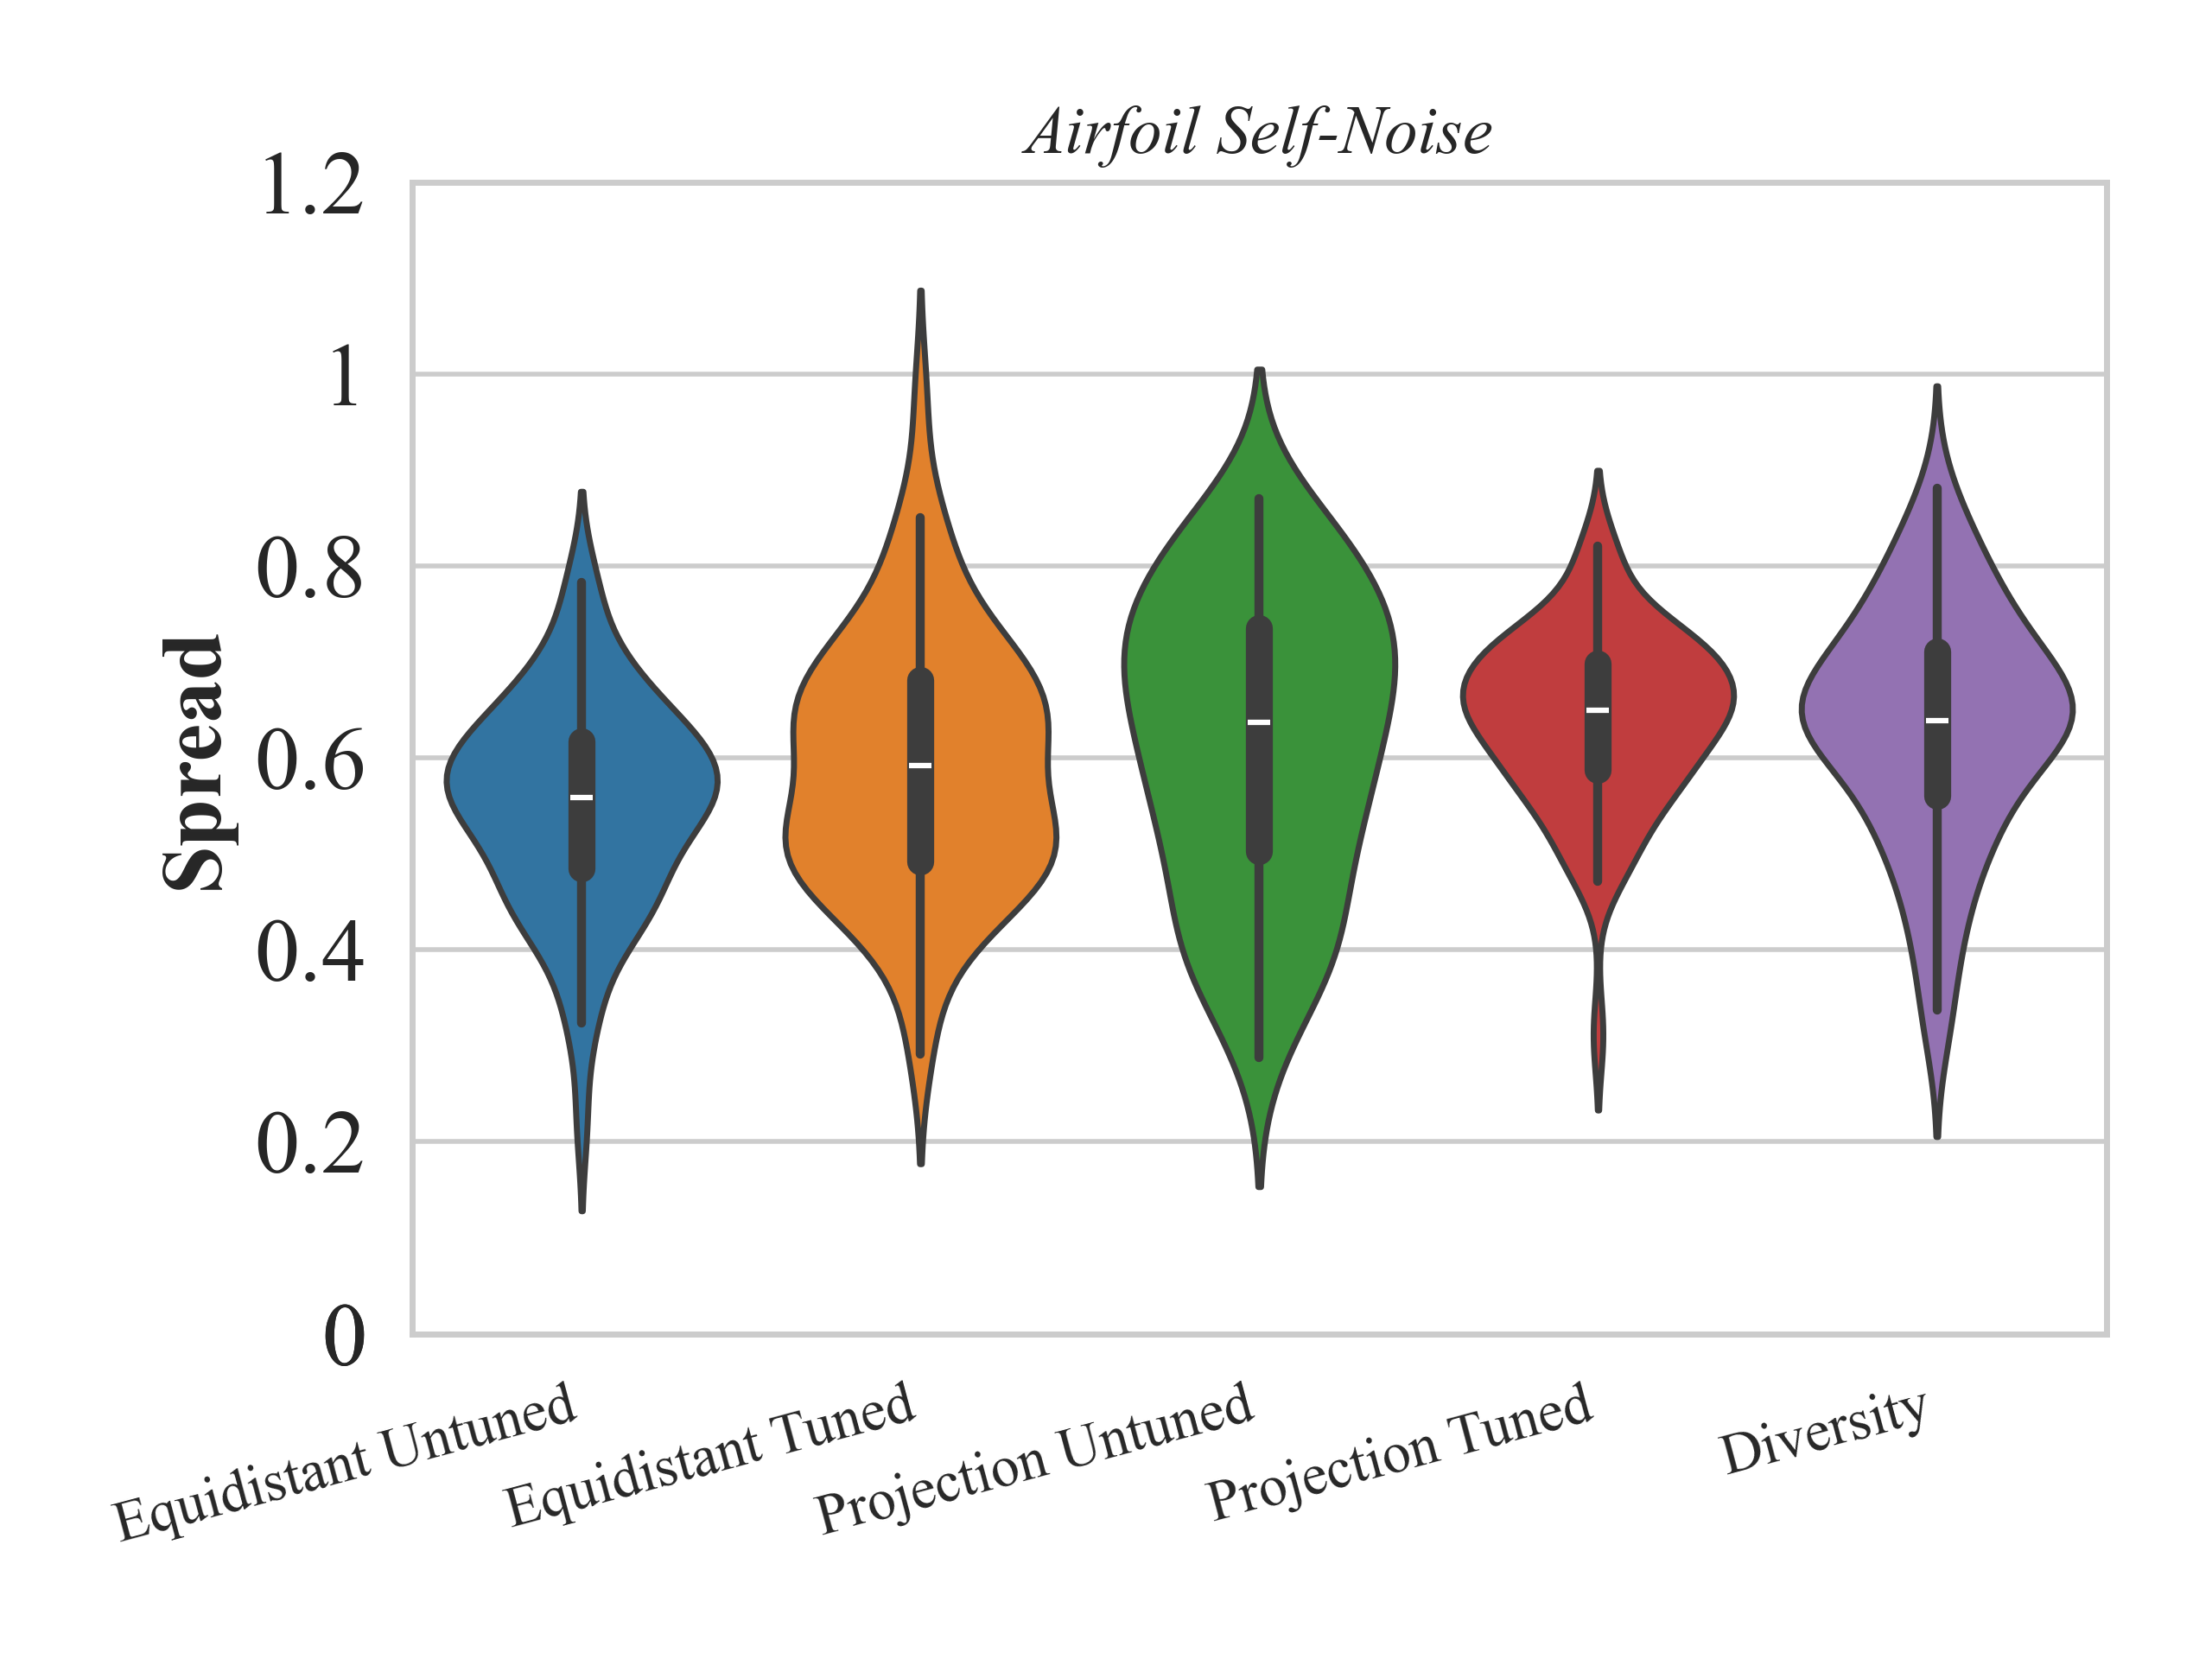 Airfoil Self-Noise
1.2
1
0.8
0.6
0.4
0.2
0
Spread
Equidistant Untuned
Equidistant Tuned
Projection Untuned
Projection Tuned
Diversity